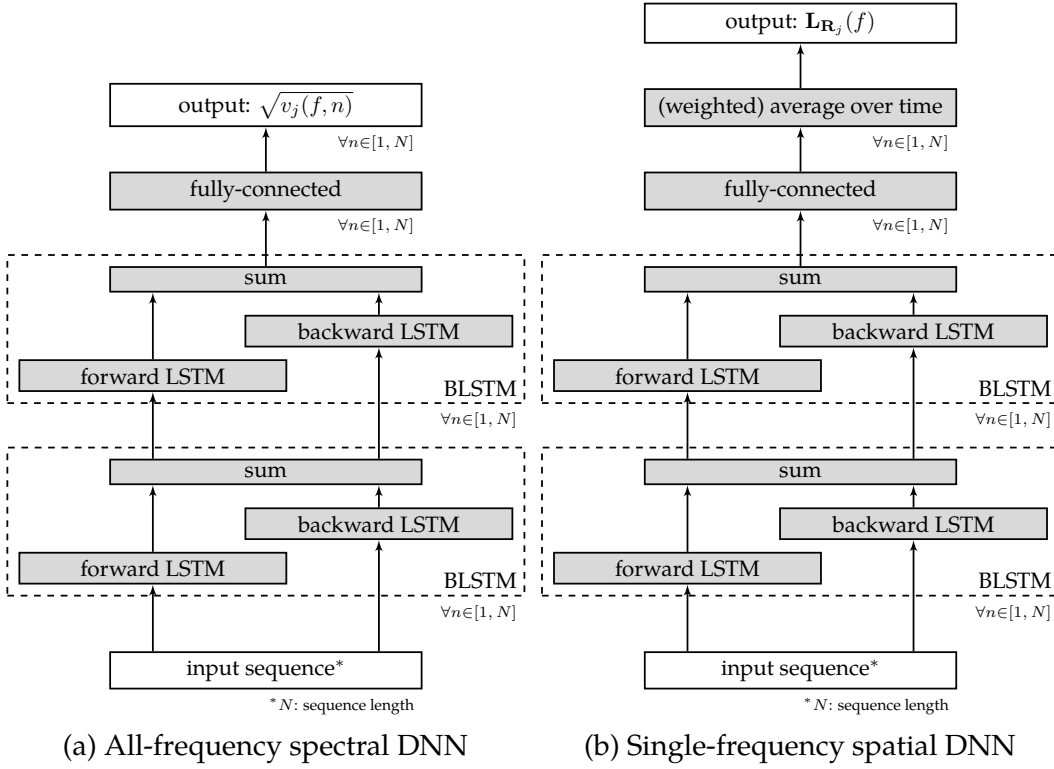 output: √v_j(f, n)
∀n∈[1, N]
fully-connected
∀n∈[1, N]
sum
backward LSTM
forward LSTM
BLSTM
∀n∈[1, N]
sum
backward LSTM
forward LSTM
BLSTM
∀n∈[1, N]
input sequence*
* N: sequence length
(a) All-frequency spectral DNN
output: L_{R_j}(f)
(weighted) average over time
∀n∈[1, N]
fully-connected
∀n∈[1, N]
sum
backward LSTM
forward LSTM
BLSTM
∀n∈[1, N]
sum
backward LSTM
forward LSTM
BLSTM
∀n∈[1, N]
input sequence*
* N: sequence length
(b) Single-frequency spatial DNN